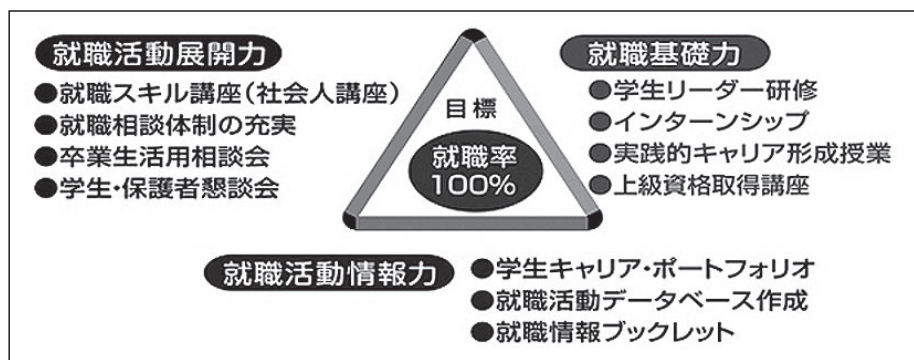 就職活動展開力
●就職スキル講座(社会人講座)
●就職相談体制の充実
●卒業生活用相談会
●学生・保護者懇談会
目標
就職率
100%
就職基礎力
●学生リーダー研修
●インターンシップ
●実践的キャリア形成授業
●上級資格取得講座
就職活動情報力
●学生キャリア・ポートフォリオ
●就職活動データベース作成
●就職情報ブックレット